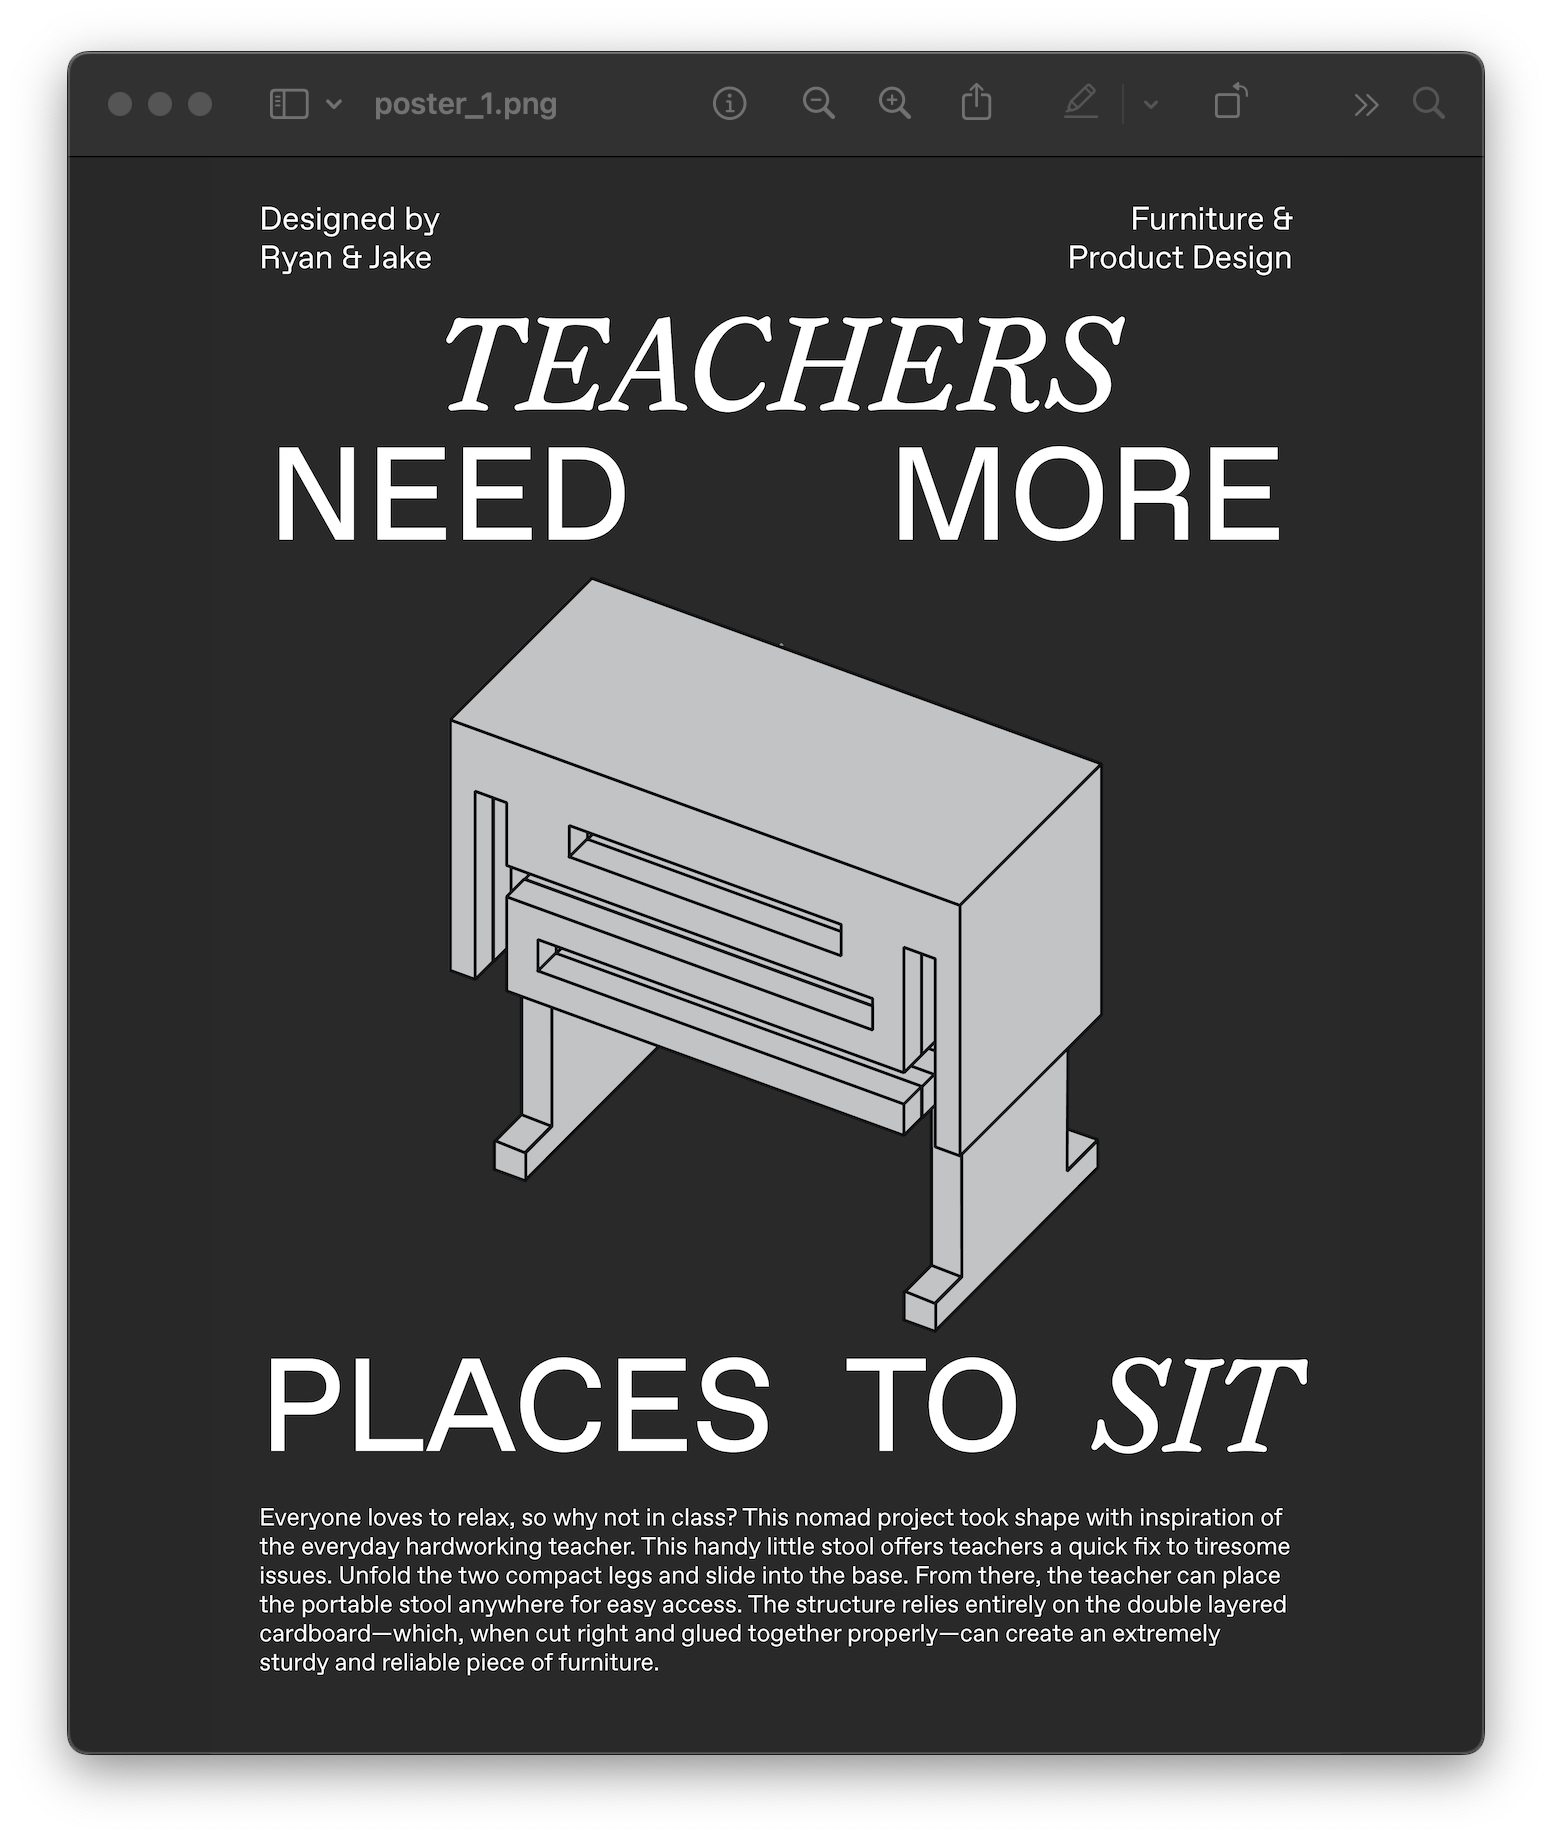 poster_1.png
Designed by
Ryan & Jake
Furniture &
Product Design
TEACHERS
NEED MORE
PLACES TO SIT
Everyone loves to relax, so why not in class? This nomad project took shape with inspiration of
the everyday hardworking teacher. This handy little stool offers teachers a quick fix to tiresome
issues. Unfold the two compact legs and slide into the base. From there, the teacher can place
the portable stool anywhere for easy access. The structure relies entirely on the double layered
cardboard—which, when cut right and glued together properly—can create an extremely
sturdy and reliable piece of furniture.